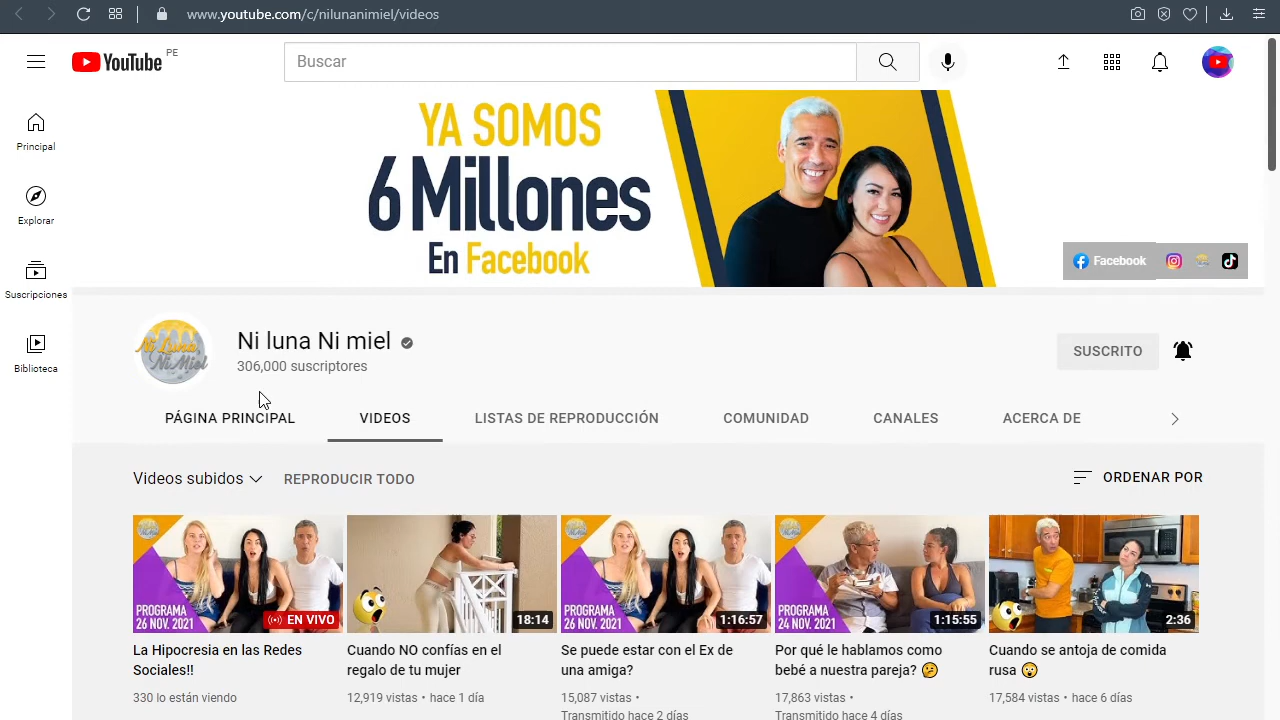 www.youtube.com/c/nilunanimiel/videos
YouTube PE
Buscar
Principal
Explorar
Suscripciones
Biblioteca
YA SOMOS
6 Millones
En Facebook
Facebook
Ni Luna,
Ni Miel
Ni luna Ni miel
306,000 suscriptores
SUSCRITO
PÁGINA PRINCIPAL
VIDEOS
LISTAS DE REPRODUCCIÓN
COMUNIDAD
CANALES
ACERCA DE
Videos subidos
REPRODUCIR TODO
ORDENAR POR
PROGRAMA
26 NOV. 2021
EN VIVO
La Hipocresia en las Redes
Sociales!!
330 lo están viendo
18:14
Cuando NO confías en el
regalo de tu mujer
12,919 vistas • hace 1 día
PROGRAMA
26 NOV. 2021
1:16:57
Se puede estar con el Ex de
una amiga?
15,087 vistas •
Transmitido hace 2 días
PROGRAMA
24 NOV. 2021
1:15:55
Por qué le hablamos como
bebé a nuestra pareja? 🤔
17,863 vistas •
Transmitido hace 4 días
2:36
Cuando se antoja de comida
rusa 😲
17,584 vistas • hace 6 días